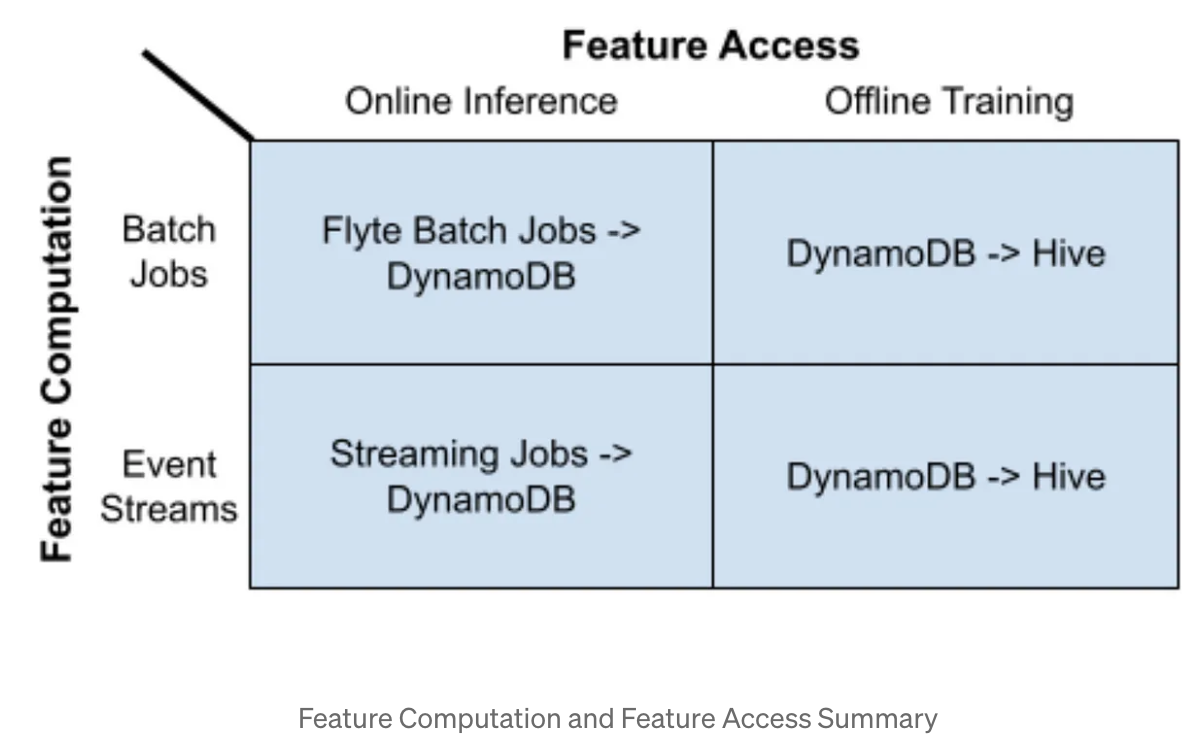 Feature Access
Online Inference
Offline Training
Feature Computation
Batch
Jobs
Flyte Batch Jobs ->
DynamoDB
DynamoDB -> Hive
Event
Streams
Streaming Jobs ->
DynamoDB
DynamoDB -> Hive
Feature Computation and Feature Access Summary